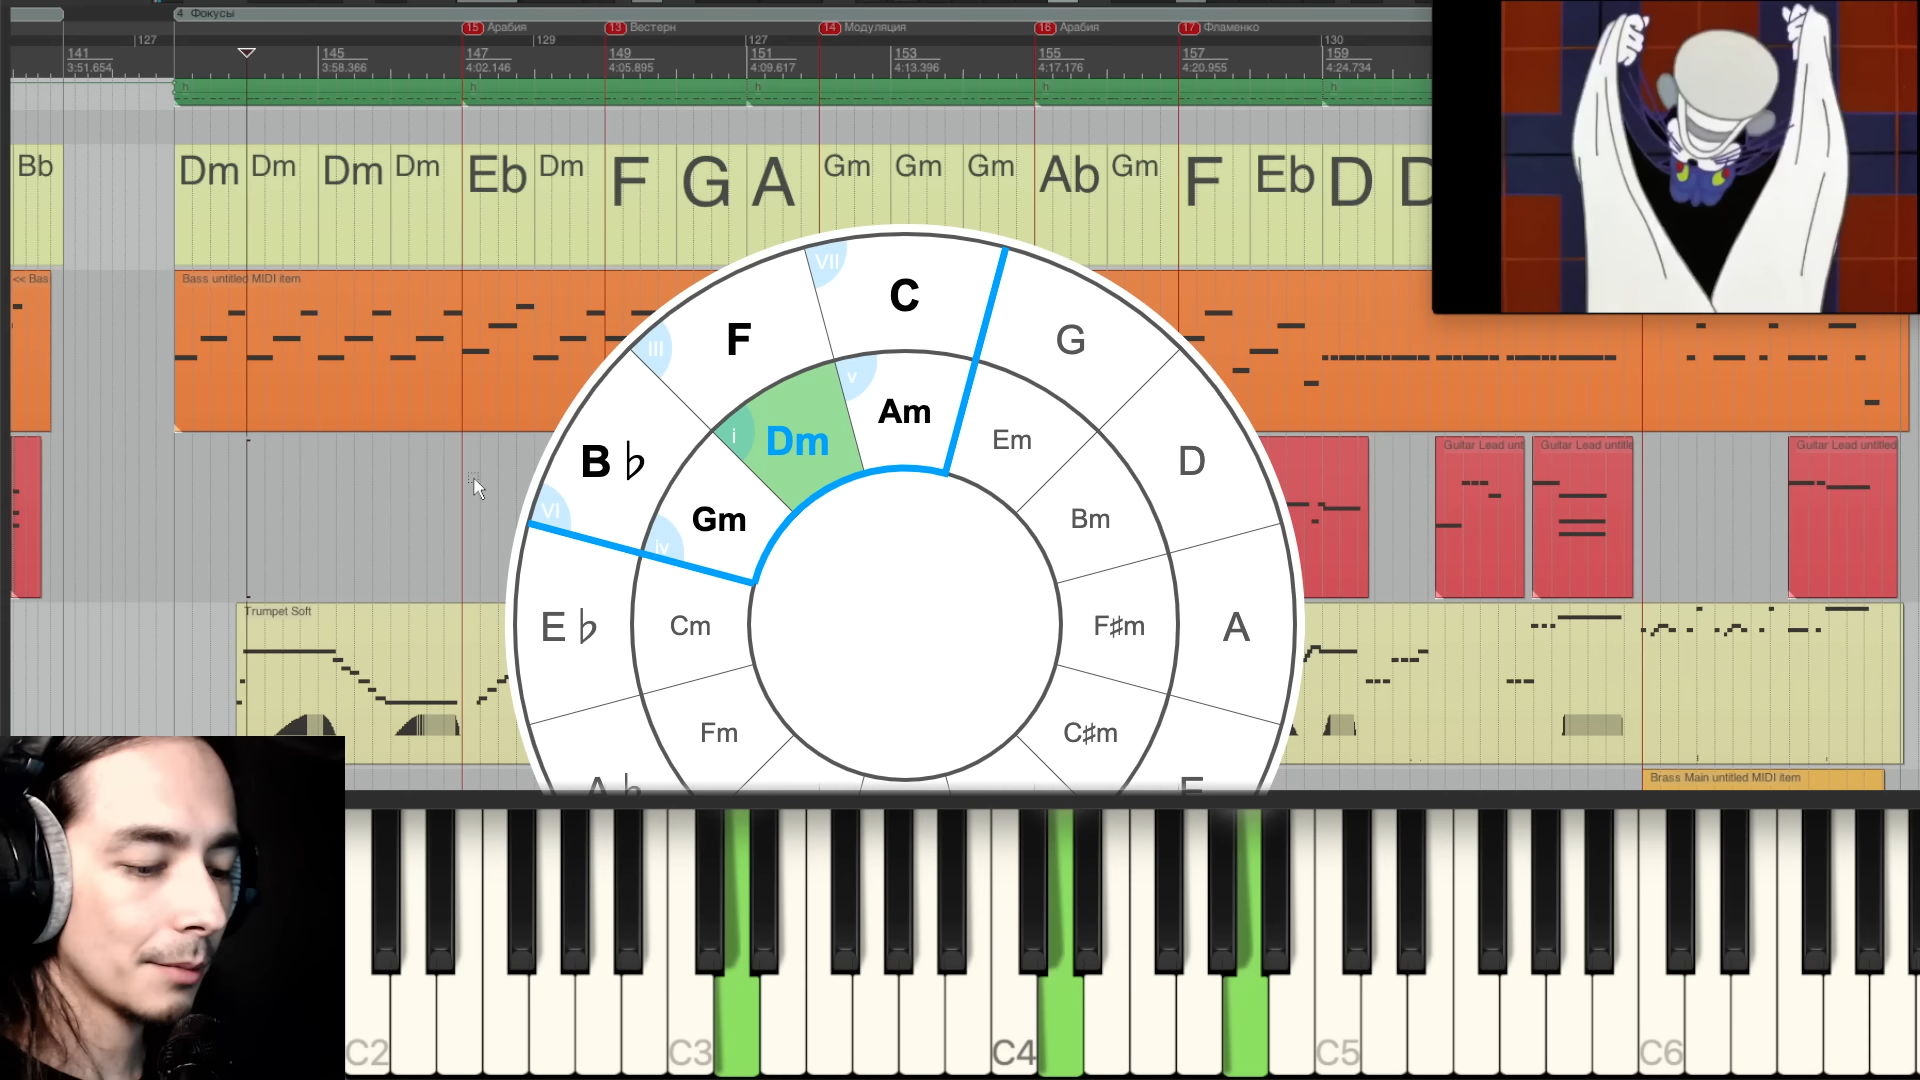 4 Фокусы
15 Арабия 13 Вестерн 14 Модуляция 16 Арабия 17 Фламенко
127 129 127 130
141 145 147 149 151 153 155 157 159
3:51.654 3:58.366 4:02.146 4:05.895 4:09.617 4:13.396 4:17.176 4:20.955 4:24.734
h h h h h
Bb Dm Dm Dm Dm Eb Dm F G A Gm Gm Gm Ab Gm F Eb D D
<< Bas Bass untitled MIDI item
VII C
III F G
v Am
i Dm Em
VI B♭ D
iv Gm Bm
Guitar Lead unt Guitar Lead untitle Guitar Lead untitled
E♭ Cm F♯m A
Trumpet Soft
Fm C♯m
A♭ E
Brass Main untitled MIDI item
C2 C3 C4 C5 C6